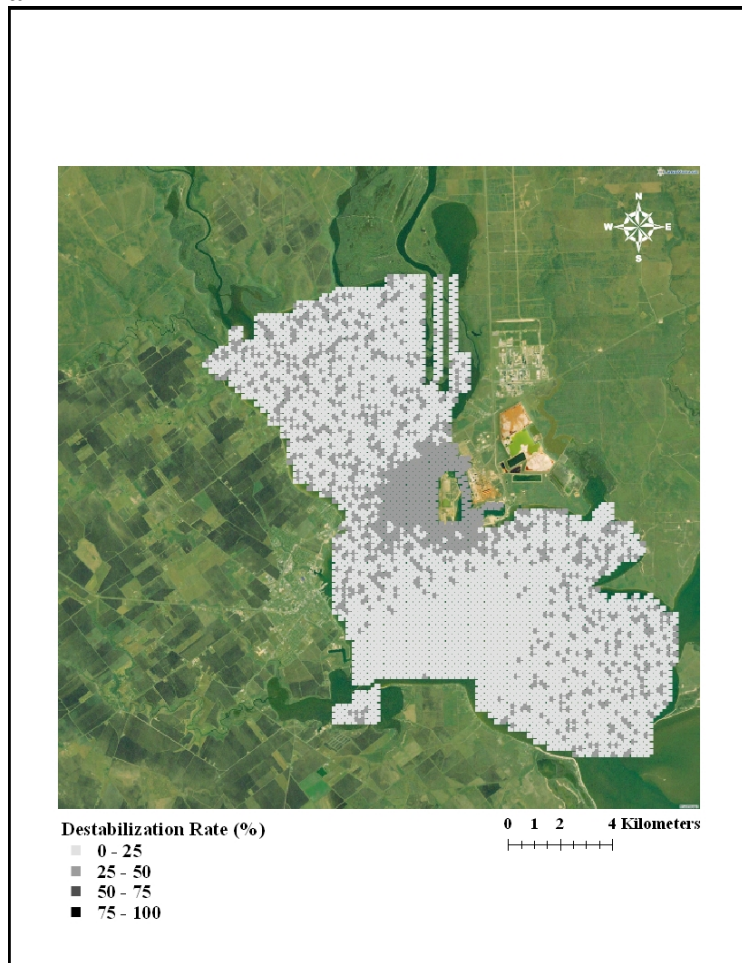 N
W E
S
Destabilization Rate (%)
0 - 25
25 - 50
50 - 75
75 - 100
0 1 2 4 Kilometers